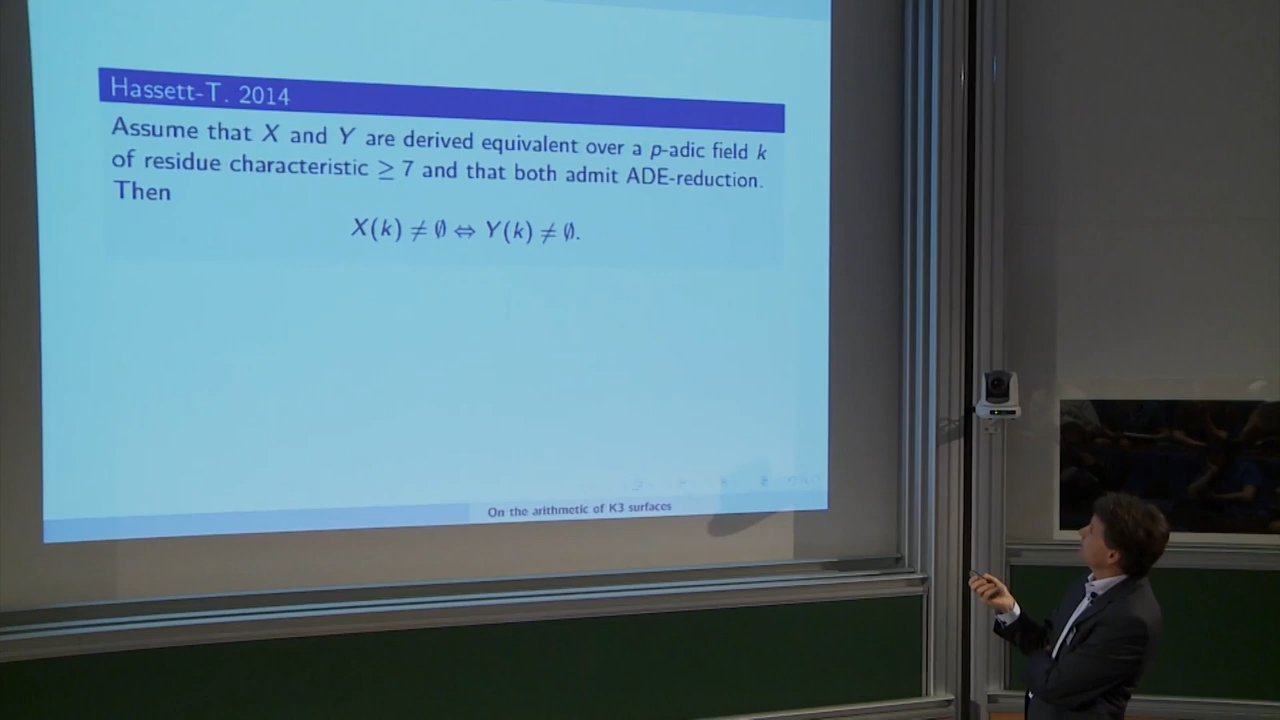 Hassett-T. 2014
Assume that X and Y are derived equivalent over a p-adic field k
of residue characteristic ≥ 7 and that both admit ADE-reduction.
Then
X(k) ≠ ∅ ⇔ Y(k) ≠ ∅.
On the arithmetic of K3 surfaces